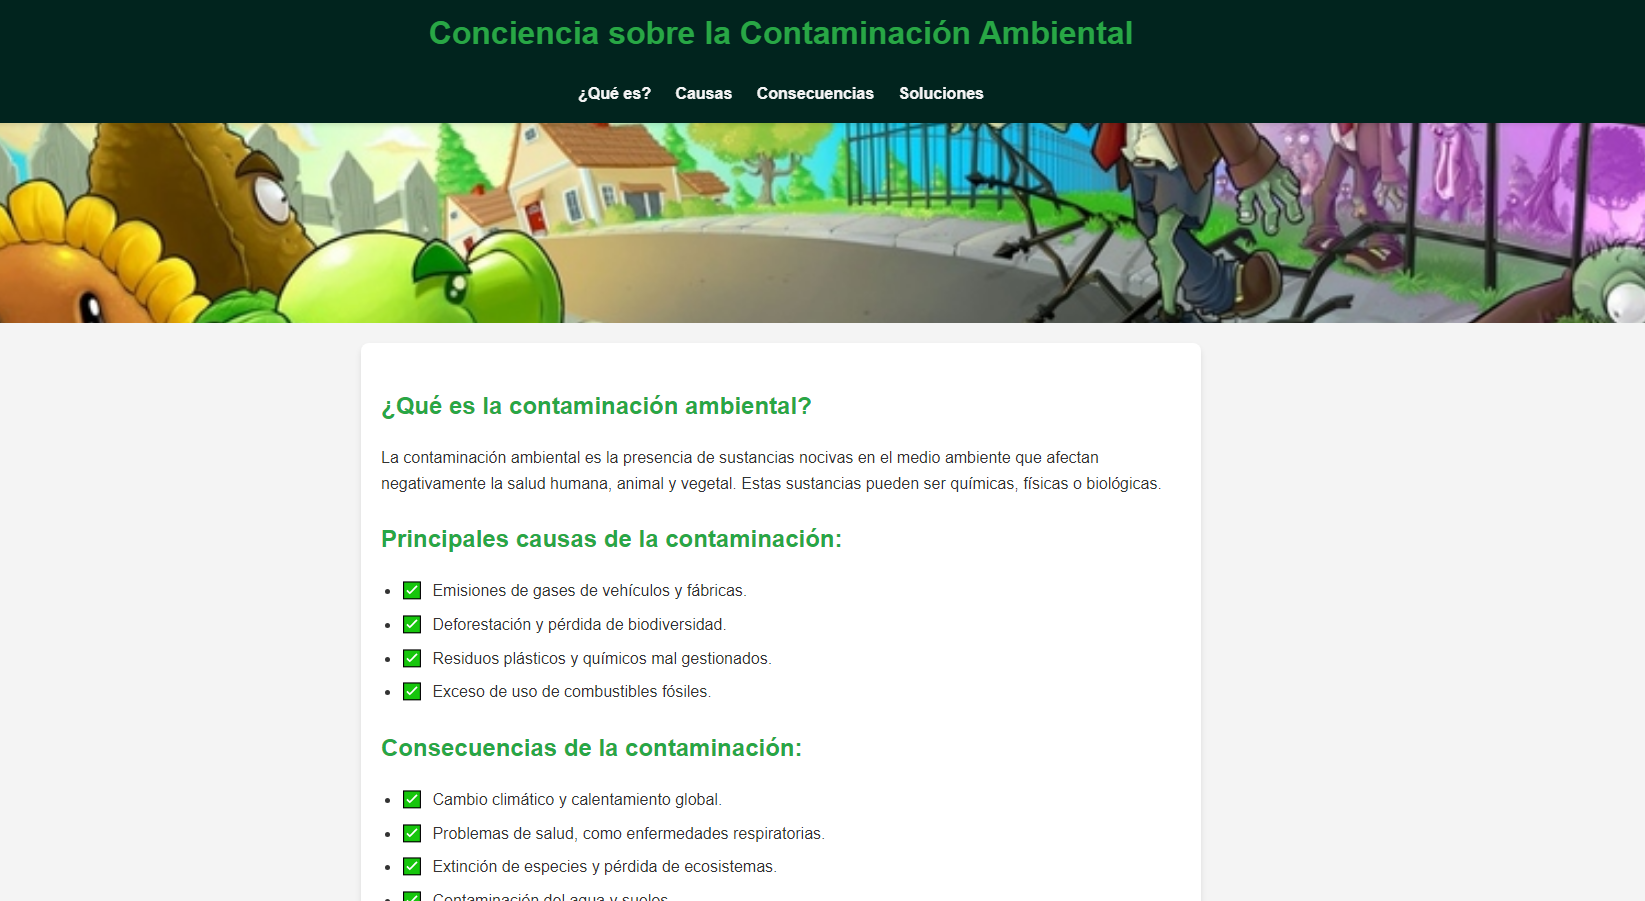 Conciencia sobre la Contaminación Ambiental
¿Qué es? Causas Consecuencias Soluciones
¿Qué es la contaminación ambiental?
La contaminación ambiental es la presencia de sustancias nocivas en el medio ambiente que afectan
negativamente la salud humana, animal y vegetal. Estas sustancias pueden ser químicas, físicas o biológicas.
Principales causas de la contaminación:
• ✅ Emisiones de gases de vehículos y fábricas.
• ✅ Deforestación y pérdida de biodiversidad.
• ✅ Residuos plásticos y químicos mal gestionados.
• ✅ Exceso de uso de combustibles fósiles.
Consecuencias de la contaminación:
• ✅ Cambio climático y calentamiento global.
• ✅ Problemas de salud, como enfermedades respiratorias.
• ✅ Extinción de especies y pérdida de ecosistemas.
• ✅ Contaminación del agua y suelos.